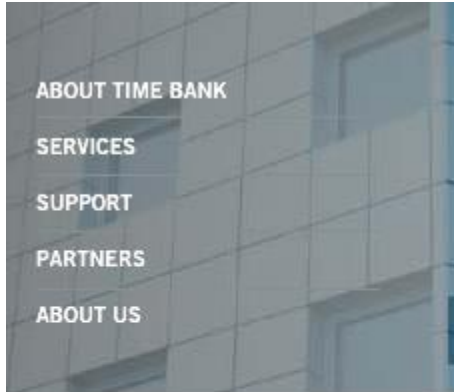 ABOUT TIME BANK
SERVICES
SUPPORT
PARTNERS
ABOUT US